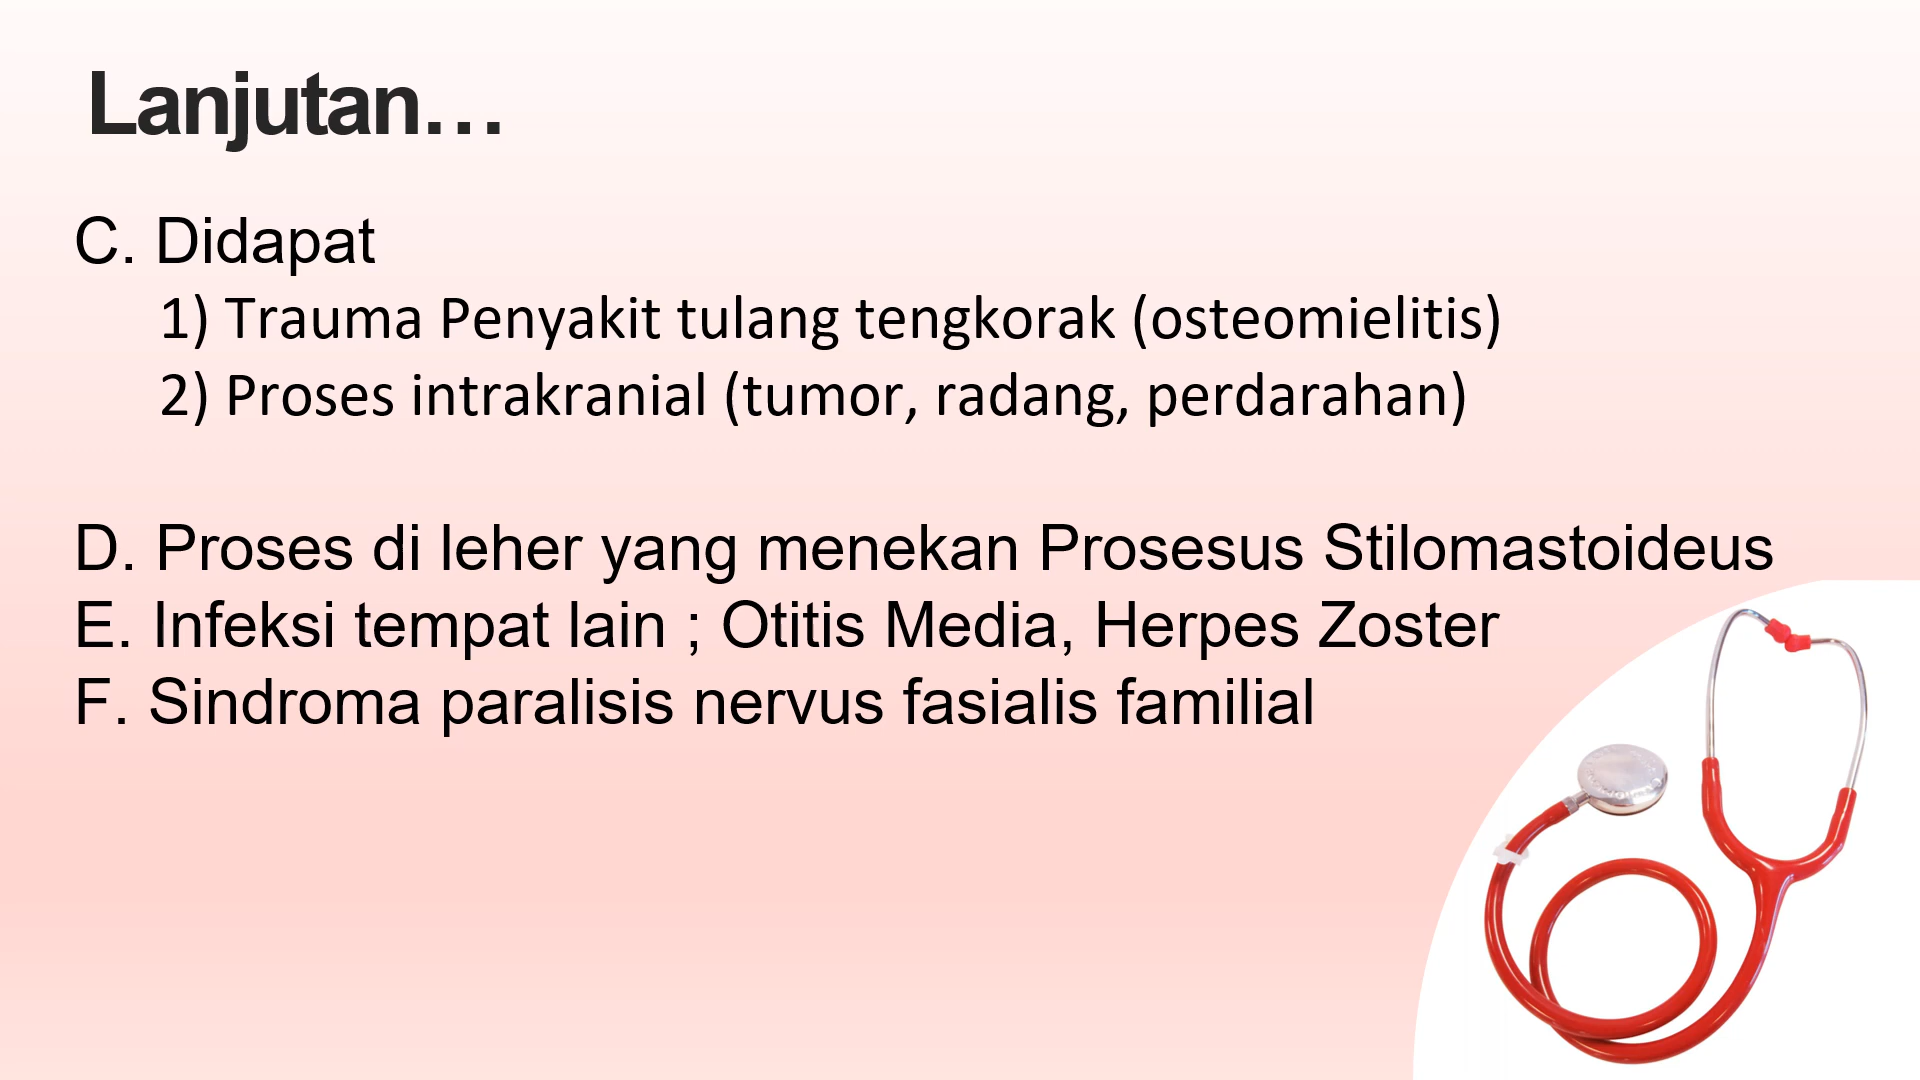 Lanjutan…
C. Didapat
1) Trauma Penyakit tulang tengkorak (osteomielitis)
2) Proses intrakranial (tumor, radang, perdarahan)
D. Proses di leher yang menekan Prosesus Stilomastoideus
E. Infeksi tempat lain ; Otitis Media, Herpes Zoster
F. Sindroma paralisis nervus fasialis familial